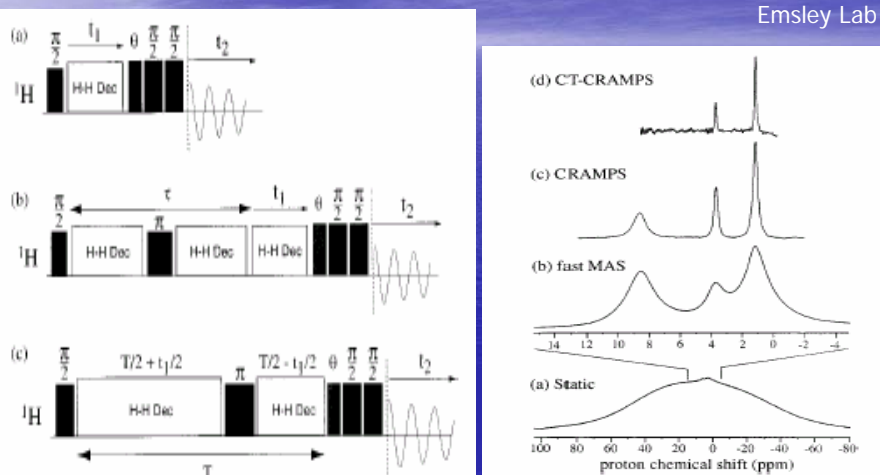 Emsley Lab
(a) π/2 t₁ θ π/2 π/2 t₂
¹H H-H Dec
(b) π/2 τ π t₁ θ π/2 π/2 t₂
¹H H-H Dec H-H Dec H-H Dec
(c) π/2 T/2 + t₁/2 π T/2 - t₁/2 θ π/2 π/2 t₂
¹H H-H Dec H-H Dec
T
(d) CT-CRAMPS
(c) CRAMPS
(b) fast MAS
14 12 10 8 6 4 2 0 -2 -4
(a) Static
100 80 60 40 20 0 -20 -40 -60 -80
proton chemical shift (ppm)